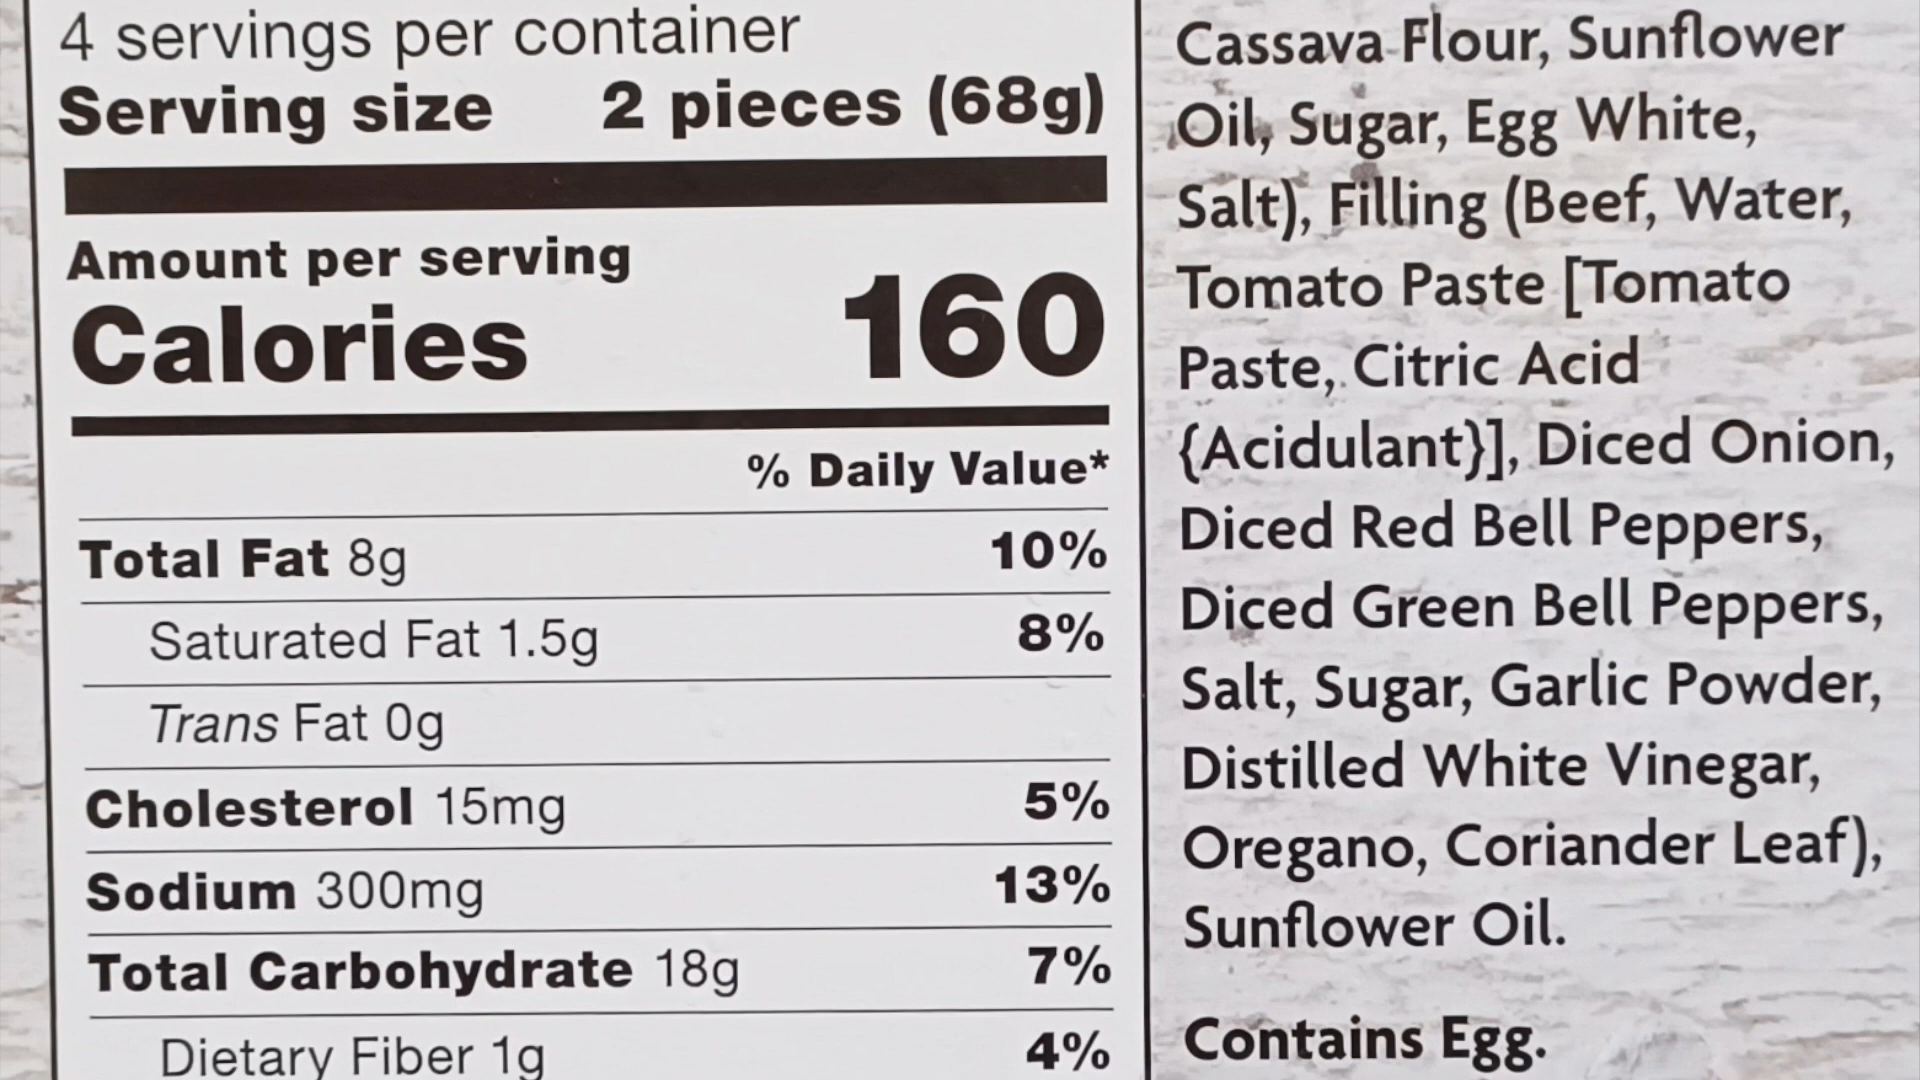 4 servings per container
Serving size 2 pieces (68g)
Amount per serving
Calories 160
% Daily Value*
Total Fat 8g 10%
Saturated Fat 1.5g 8%
Trans Fat 0g
Cholesterol 15mg 5%
Sodium 300mg 13%
Total Carbohydrate 18g 7%
Dietary Fiber 1g 4%
Cassava Flour, Sunflower
Oil, Sugar, Egg White,
Salt), Filling (Beef, Water,
Tomato Paste [Tomato
Paste, Citric Acid
{Acidulant}], Diced Onion,
Diced Red Bell Peppers,
Diced Green Bell Peppers,
Salt, Sugar, Garlic Powder,
Distilled White Vinegar,
Oregano, Coriander Leaf),
Sunflower Oil.
Contains Egg.